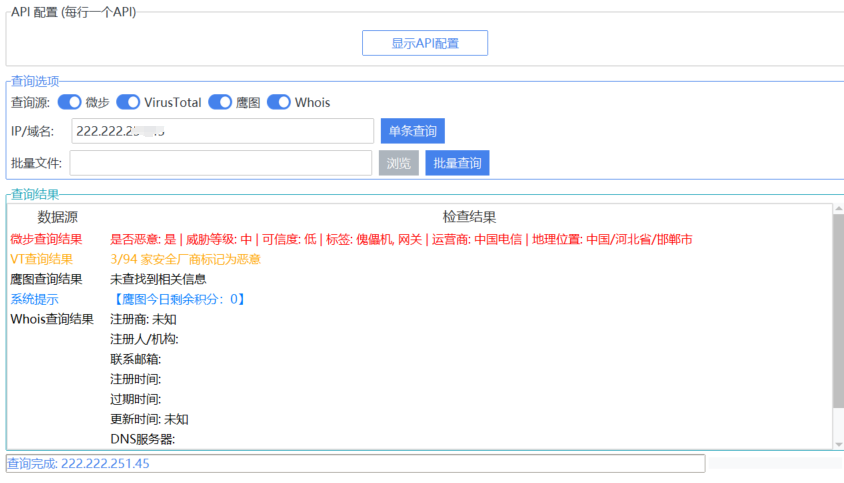 API 配置 (每行一个API)
显示API配置
查询选项
查询源: 微步 VirusTotal 鹰图 Whois
IP/域名: 单条查询
批量文件: 浏览 批量查询
查询结果
数据源 检查结果
微步查询结果 是否恶意: 是 | 威胁等级: 中 | 可信度: 低 | 标签: 傀儡机, 网关 | 运营商: 中国电信 | 地理位置: 中国/河北省/邯郸市
VT查询结果 3/94 家安全厂商标记为恶意
鹰图查询结果 未查找到相关信息
系统提示 【鹰图今日剩余积分: 0】
Whois查询结果 注册商: 未知
注册人/机构:
联系邮箱:
注册时间:
过期时间:
更新时间: 未知
DNS服务器:
查询完成: 222.222.251.45